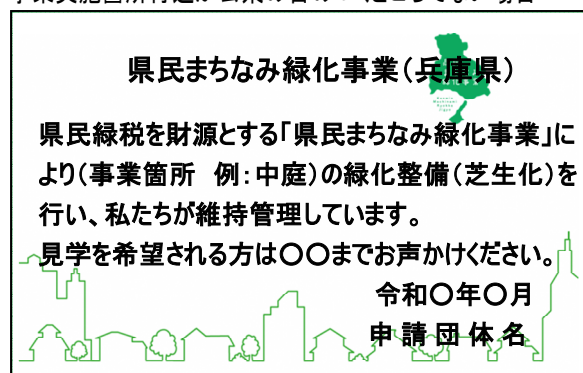 県民まちなみ緑化事業(兵庫県)
県民緑税を財源とする「県民まちなみ緑化事業」に
より(事業箇所 例:中庭)の緑化整備(芝生化)を
行い、私たちが維持管理しています。
見学を希望される方は〇〇までお声かけください。
令和〇年〇月
申請団体名